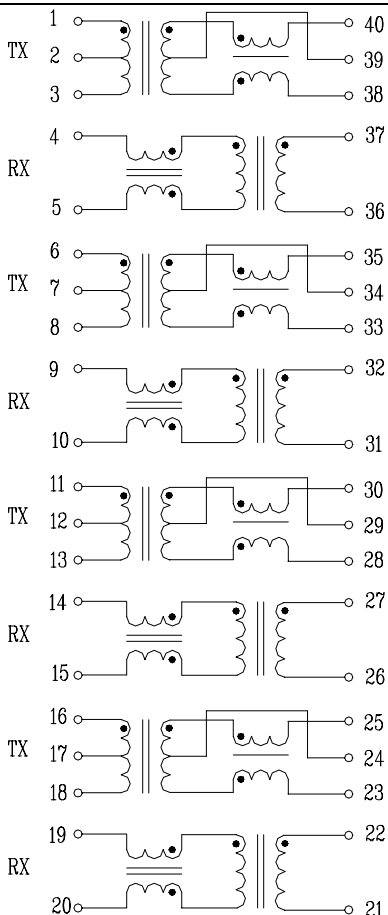 1 40
TX 2 39
3 38
4 37
RX
5 36
6 35
TX 7 34
8 33
9 32
RX
10 31
11 30
TX 12 29
13 28
14 27
RX
15 26
16 25
TX 17 24
18 23
19 22
RX
20 21